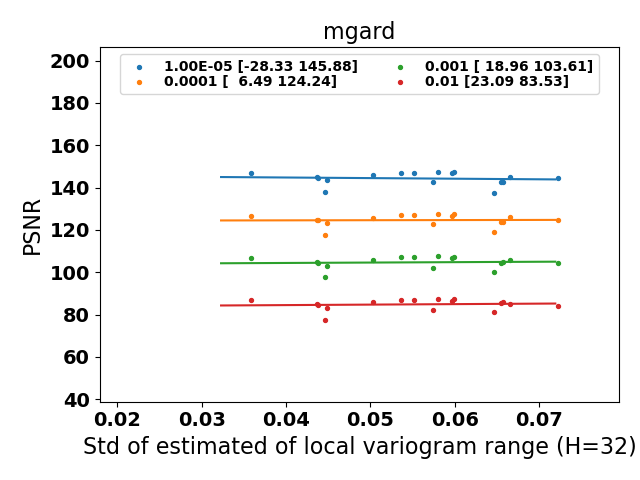 mgard
1.00E-05 [-28.33 145.88]
0.0001 [  6.49 124.24]
0.001 [ 18.96 103.61]
0.01 [23.09 83.53]
PSNR
200
180
160
140
120
100
80
60
40
0.02 0.03 0.04 0.05 0.06 0.07
Std of estimated of local variogram range (H=32)